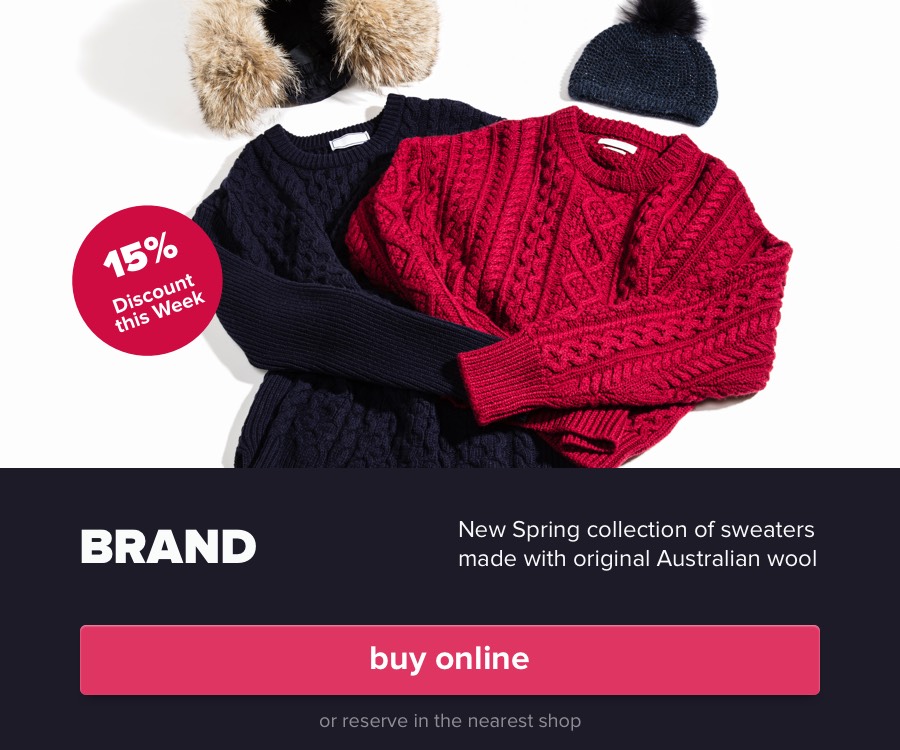 15%
Discount
this Week
BRAND
New Spring collection of sweaters
made with original Australian wool
buy online
or reserve in the nearest shop